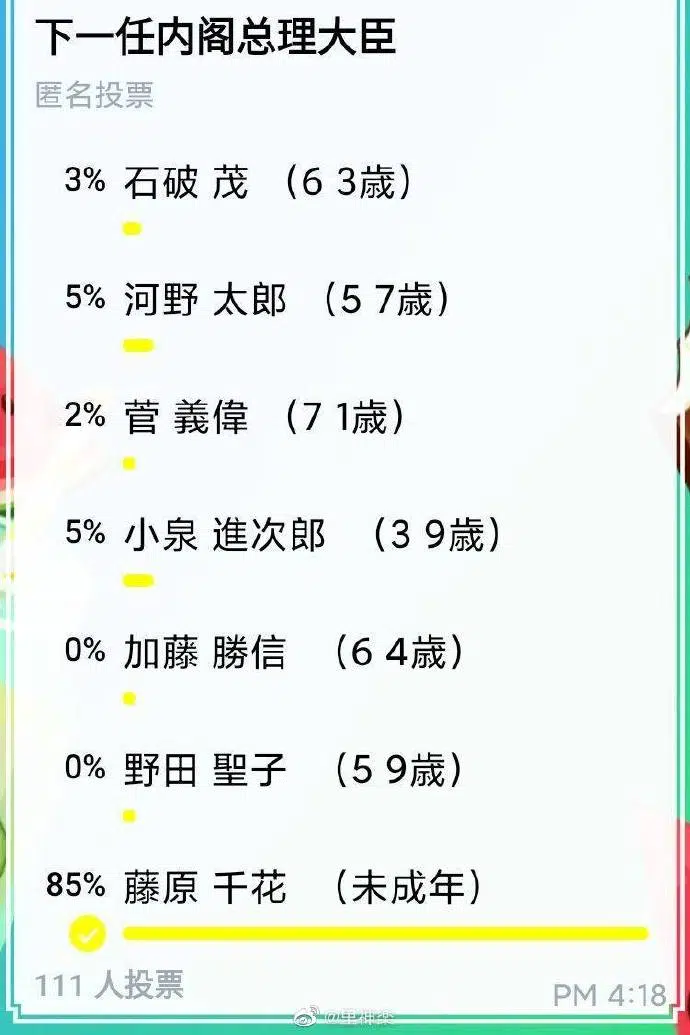 下一任内阁总理大臣
匿名投票
3% 石破 茂 （6 3歳）
5% 河野 太郎 （5 7歳）
2% 菅 義偉 （7 1歳）
5% 小泉 進次郎 （3 9歳）
0% 加藤 勝信 （6 4歳）
0% 野田 聖子 （5 9歳）
85% 藤原 千花 （未成年）
111 人投票
PM 4:18
@里神楽